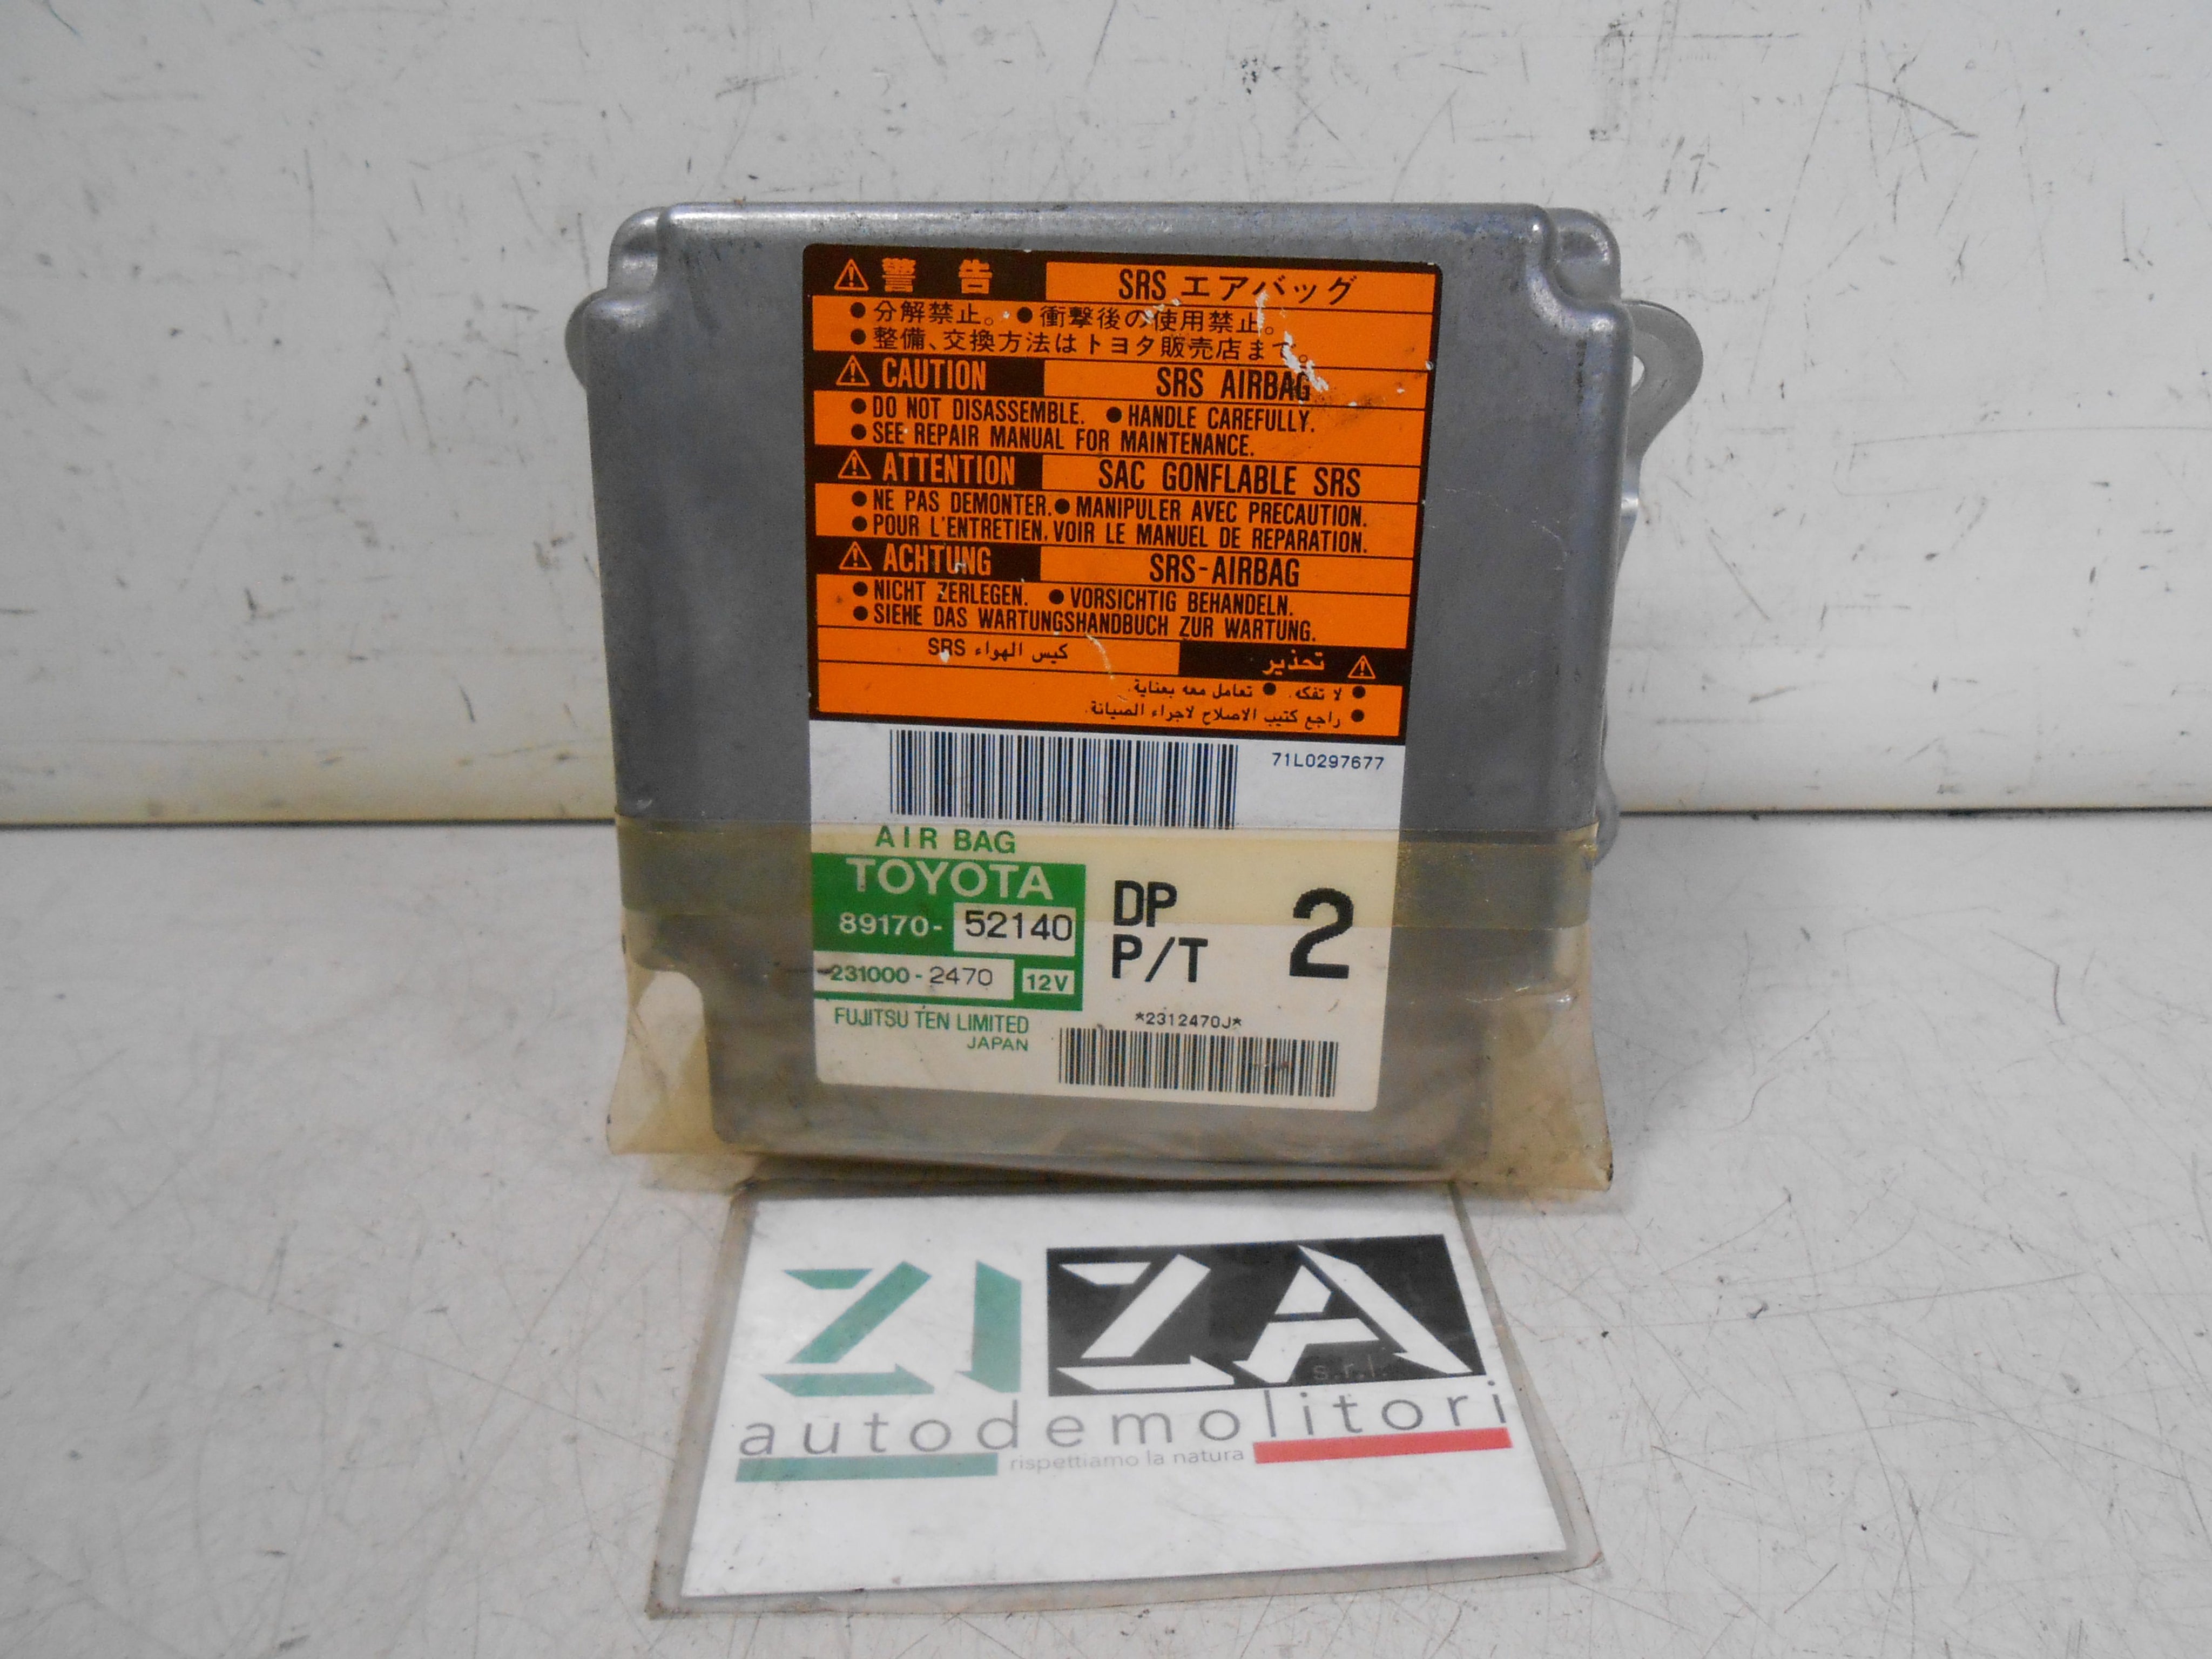 警 告 SRS エアバッグ
● 分解禁止。 ● 衝撃後の使用禁止。
● 整備、交換方法はトヨタ販売店まで。
CAUTION SRS AIRBAG
● DO NOT DISASSEMBLE. ● HANDLE CAREFULLY.
● SEE REPAIR MANUAL FOR MAINTENANCE.
ATTENTION SAC GONFLABLE SRS
● NE PAS DEMONTER. ● MANIPULER AVEC PRECAUTION.
● POUR L'ENTRETIEN, VOIR LE MANUEL DE REPARATION.
ACHTUNG SRS-AIRBAG
● NICHT ZERLEGEN. ● VORSICHTIG BEHANDELN.
● SIEHE DAS WARTUNGSHANDBUCH ZUR WARTUNG.
تحذير كيس الهواء SRS
● لا تفكه. ● تعامل معه بعناية.
● راجع كتيب الاصلاح لاجراء الصيانة.
71L0297677
AIR BAG
TOYOTA
89170- 52140
231000-2470 12V
DP
P/T
2
FUJITSU TEN LIMITED
JAPAN
*2312470J*
ZIZA
s.r.l.
autodemolitori
rispettiamo la natura